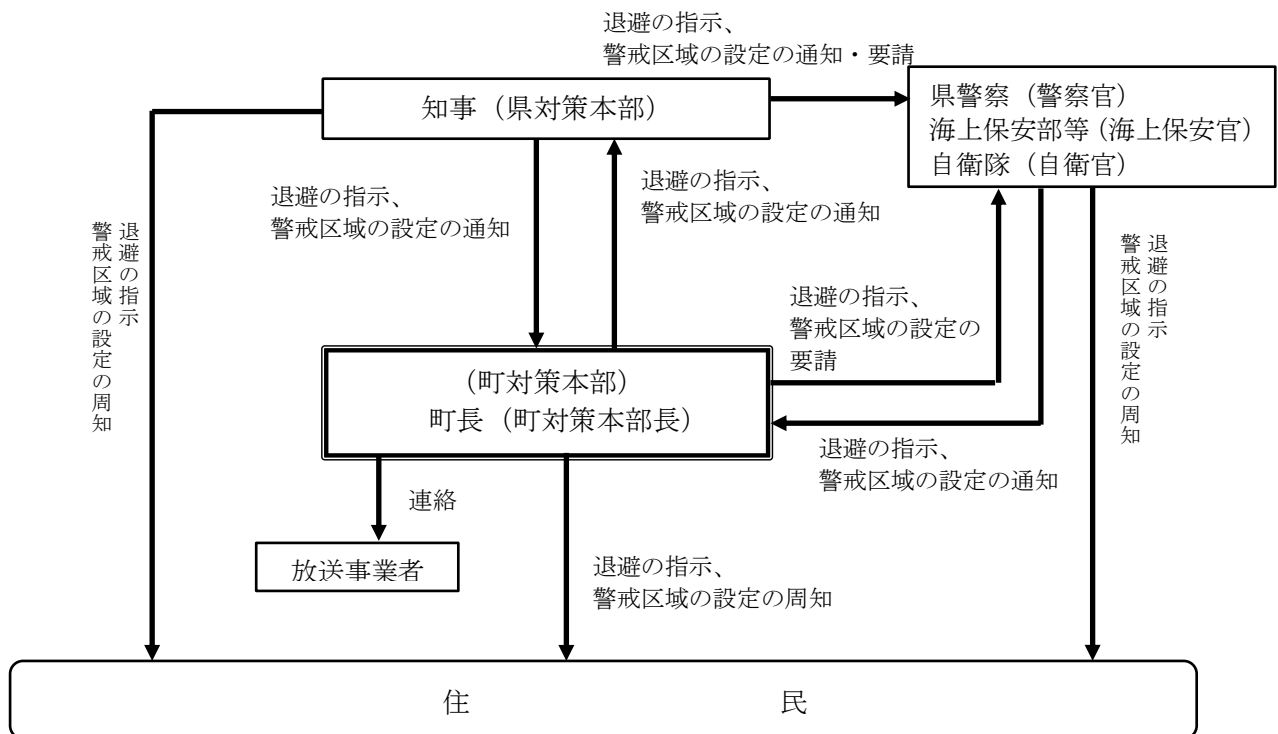 退避の指示、
警戒区域の設定の通知・要請
知事（県対策本部）
県警察（警察官）
海上保安部等（海上保安官）
自衛隊（自衛官）
退避の指示、
警戒区域の設定の通知
退避の指示、
警戒区域の設定の通知
退避の指示
警戒区域の設定の周知
退避の指示
警戒区域の設定の周知
退避の指示、
警戒区域の設定の
要請
（町対策本部）
町長（町対策本部長）
退避の指示、
警戒区域の設定の通知
連絡
放送事業者
退避の指示、
警戒区域の設定の周知
住　民